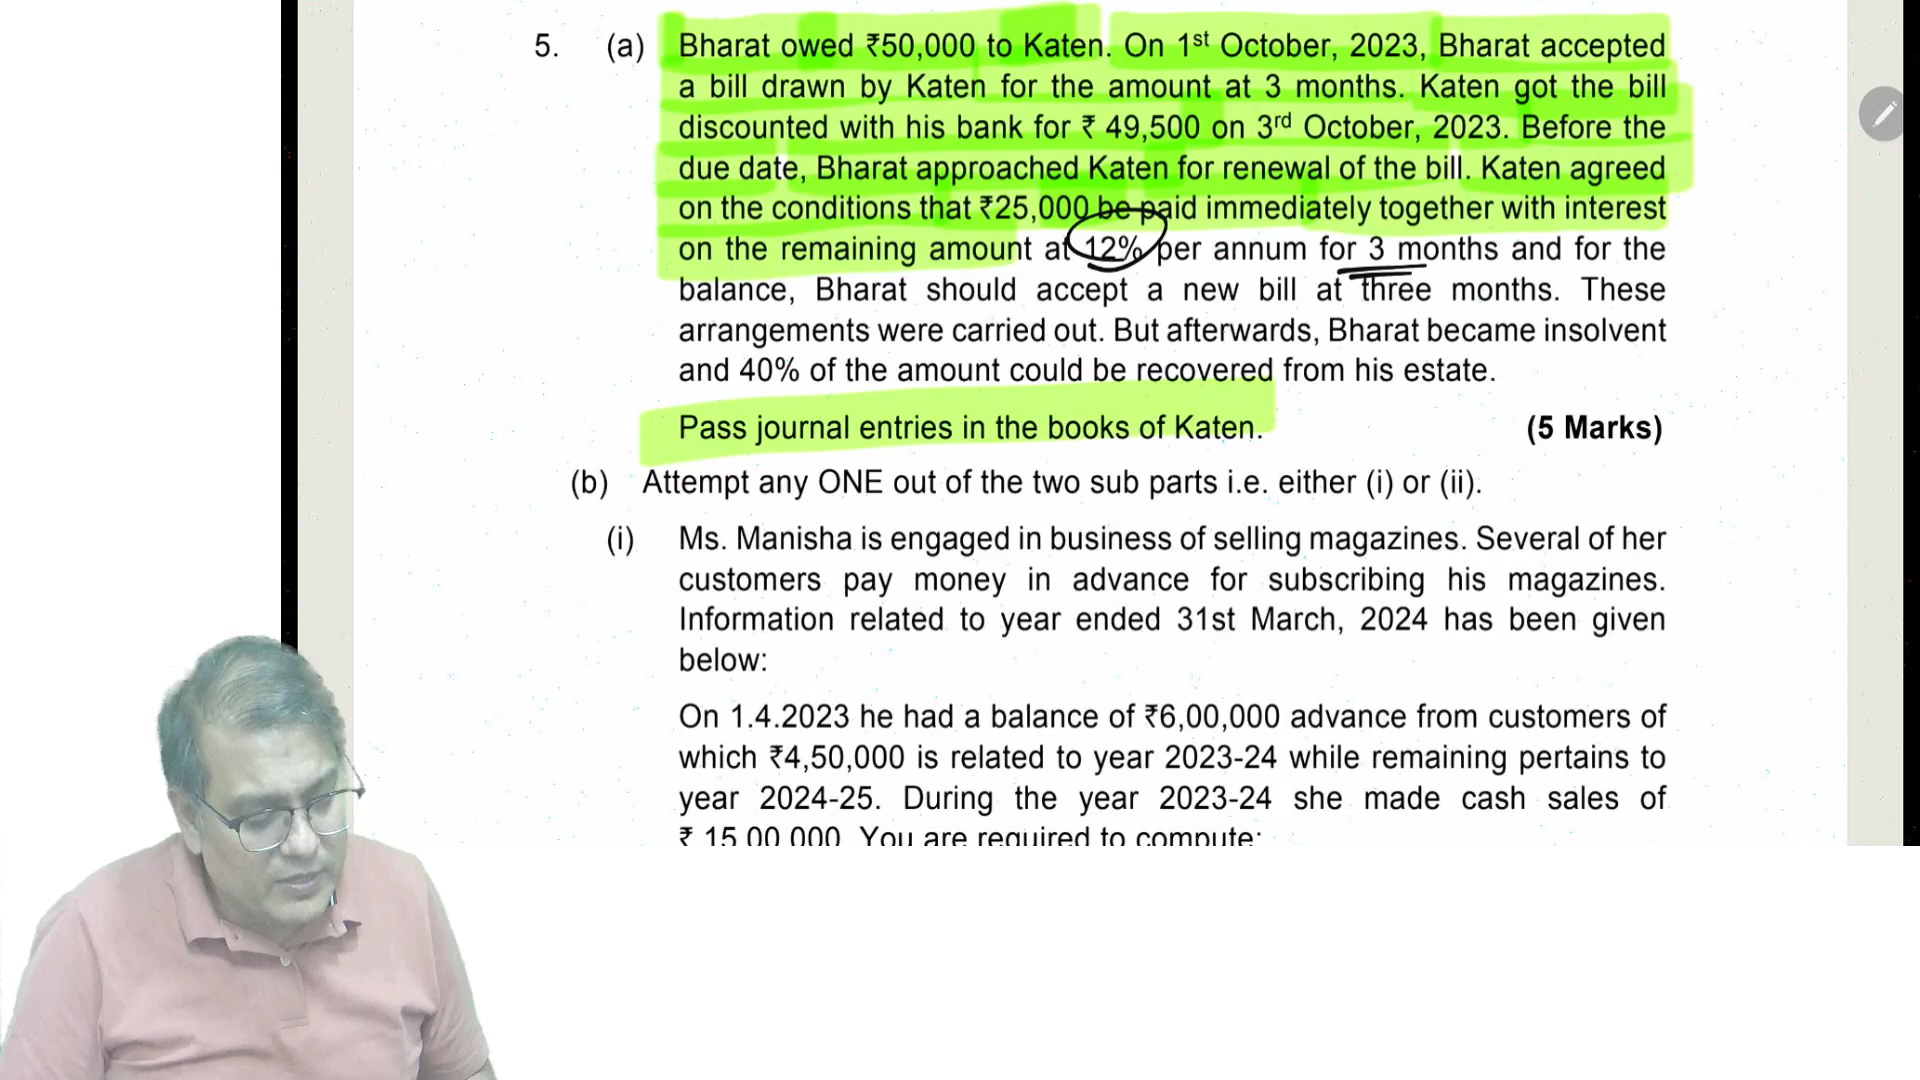 5. (a) Bharat owed ₹50,000 to Katen. On 1st October, 2023, Bharat accepted
a bill drawn by Katen for the amount at 3 months. Katen got the bill
discounted with his bank for ₹ 49,500 on 3rd October, 2023. Before the
due date, Bharat approached Katen for renewal of the bill. Katen agreed
on the conditions that ₹25,000 be paid immediately together with interest
on the remaining amount at 12% per annum for 3 months and for the
balance, Bharat should accept a new bill at three months. These
arrangements were carried out. But afterwards, Bharat became insolvent
and 40% of the amount could be recovered from his estate.
Pass journal entries in the books of Katen. (5 Marks)
(b) Attempt any ONE out of the two sub parts i.e. either (i) or (ii).
(i) Ms. Manisha is engaged in business of selling magazines. Several of her
customers pay money in advance for subscribing his magazines.
Information related to year ended 31st March, 2024 has been given
below:
On 1.4.2023 he had a balance of ₹6,00,000 advance from customers of
which ₹4,50,000 is related to year 2023-24 while remaining pertains to
year 2024-25. During the year 2023-24 she made cash sales of
₹ 15,00,000. You are required to compute: